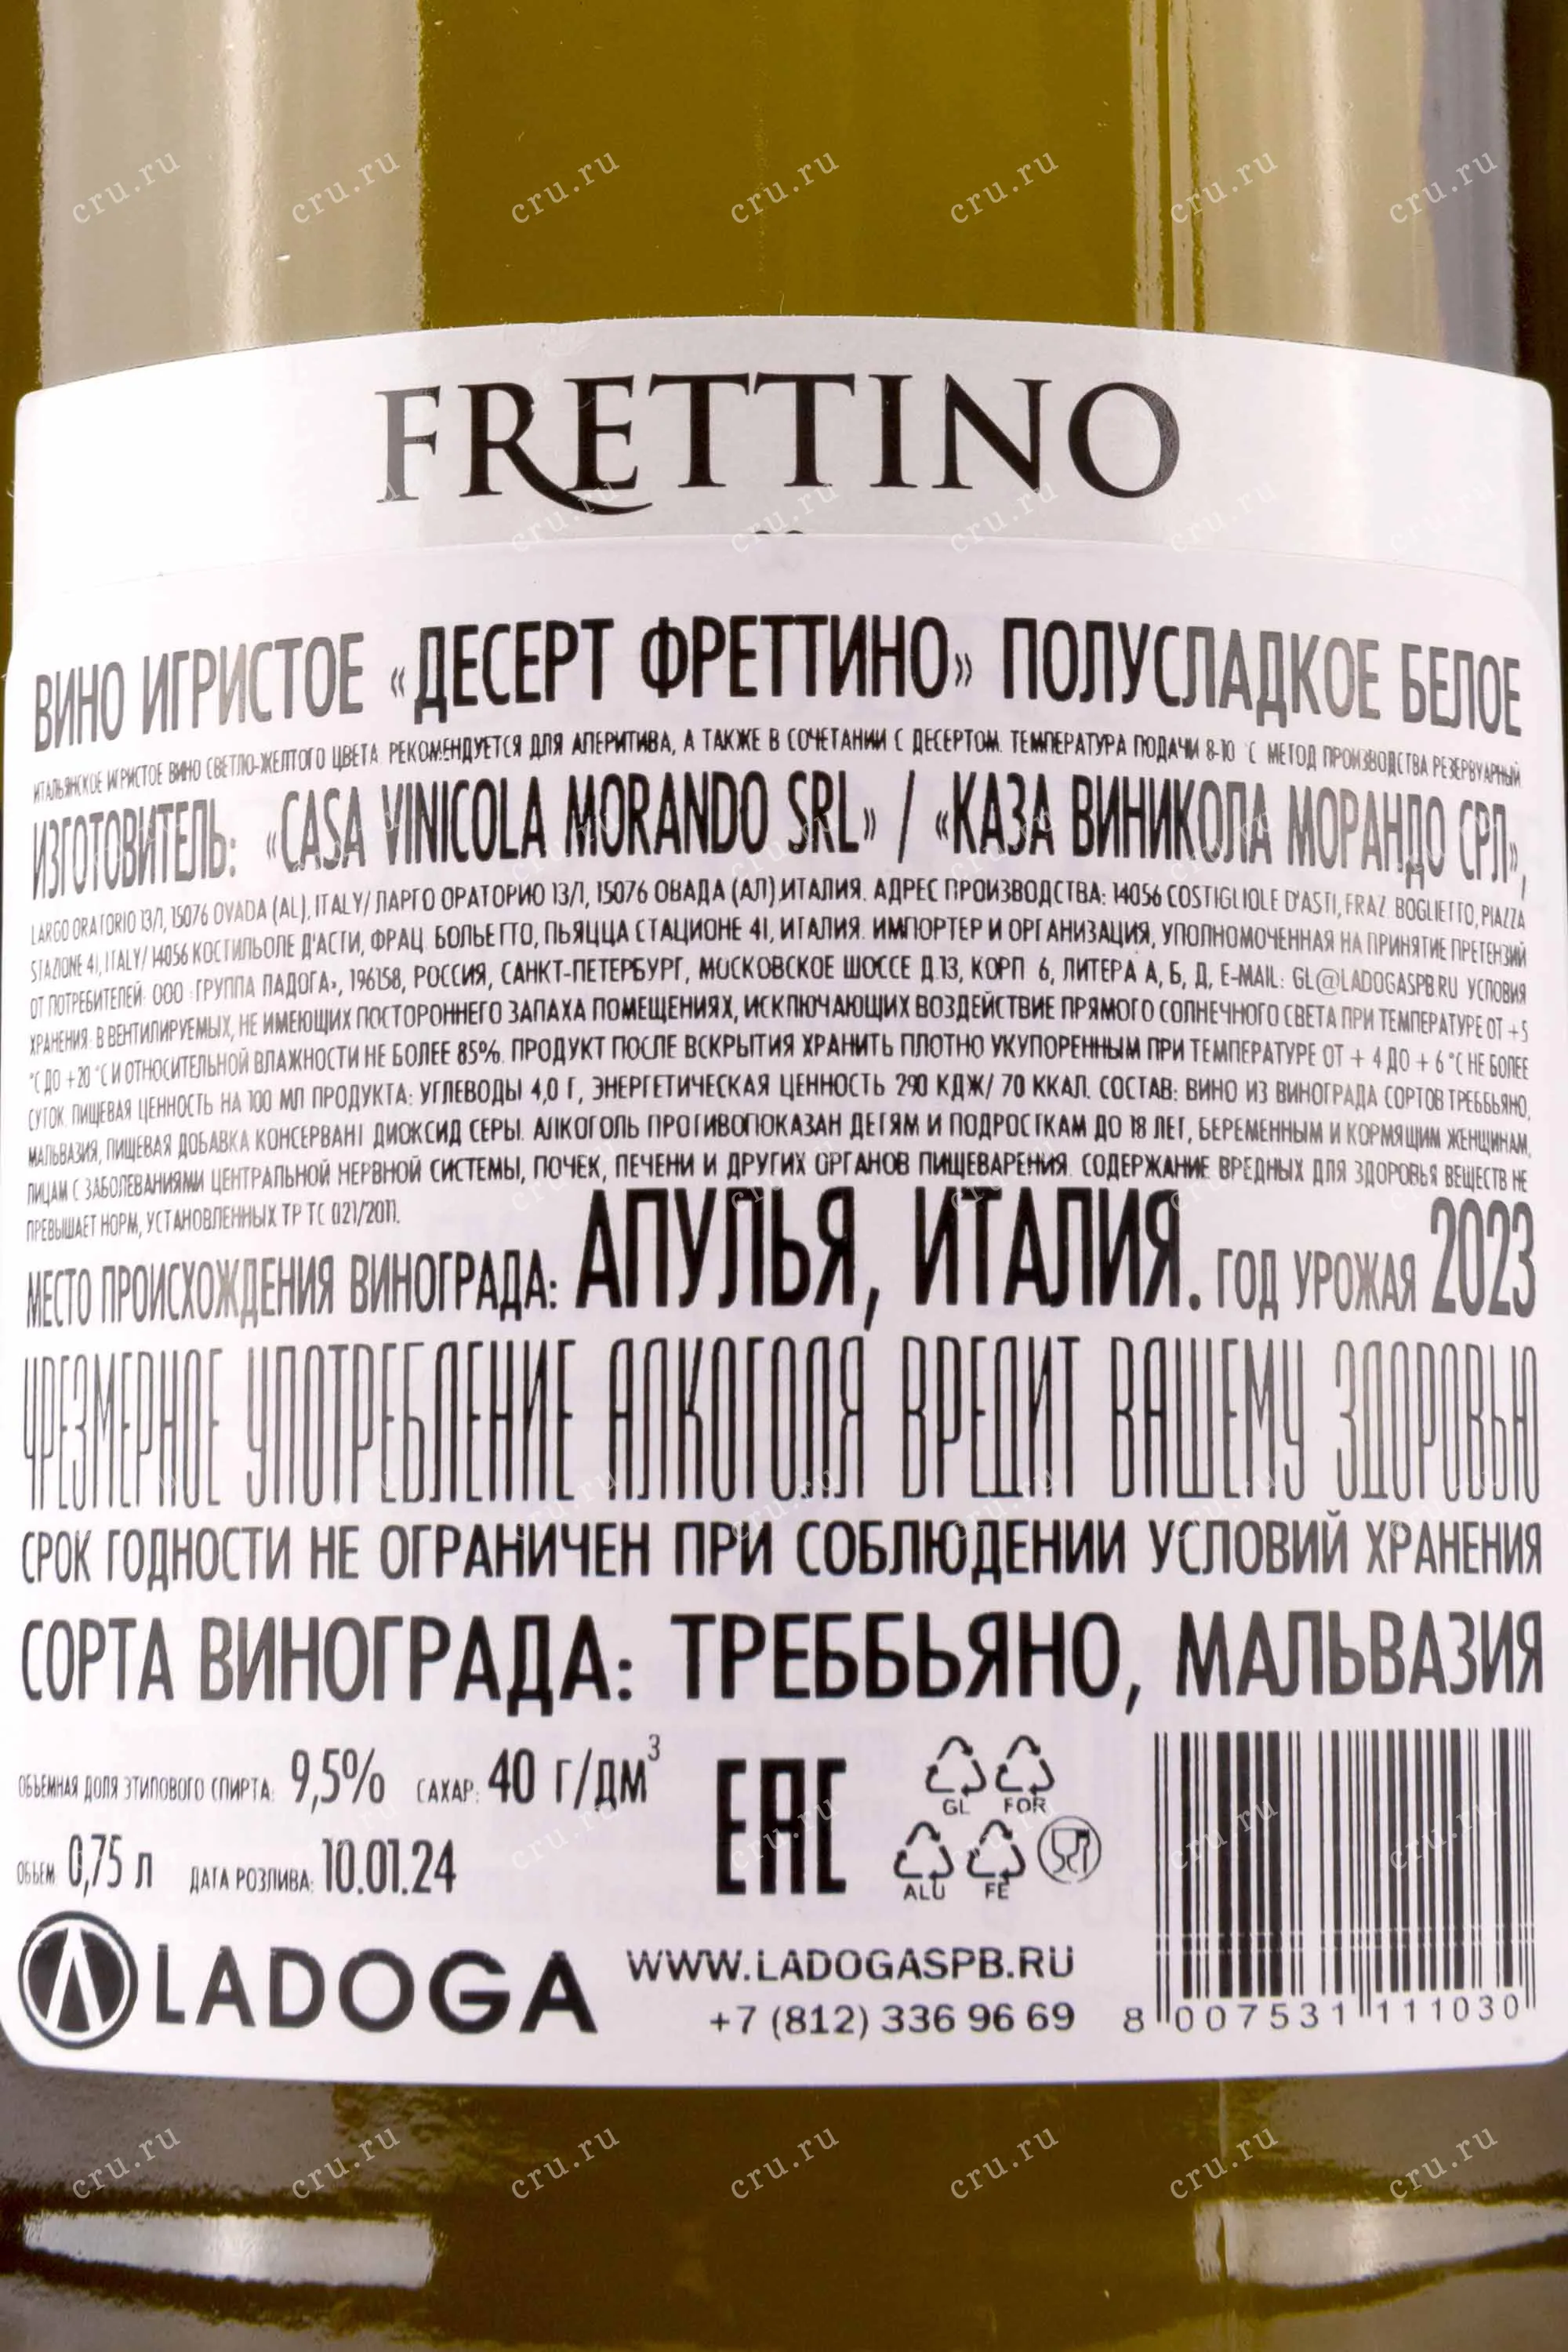 FRETTINO
ВИНО ИГРИСТОЕ «ДЕСЕРТ ФРЕТТИНО» ПОЛУСЛАДКОЕ БЕЛОЕ
ИТАЛЬЯНСКОЕ ИГРИСТОЕ ВИНО СВЕТЛО-ЖЕЛТОГО ЦВЕТА. РЕКОМЕНДУЕТСЯ ДЛЯ АПЕРИТИВА, А ТАКЖЕ В СОЧЕТАНИИ С ДЕСЕРТОМ. ТЕМПЕРАТУРА ПОДАЧИ 8-10 °С. МЕТОД ПРОИЗВОДСТВА РЕЗЕРВУАРНЫЙ
ИЗГОТОВИТЕЛЬ: «CASA VINICOLA MORANDO SRL» / «КАЗА ВИНИКОЛА МОРАНДО СРЛ»,
LARGO ORATORIO 13/1, 15076 OVADA (AL), ITALY/ ЛАРГО ОРАТОРИО 13/1, 15076 ОВАДА (АЛ),ИТАЛИЯ. АДРЕС ПРОИЗВОДСТВА: 14056 COSTIGLIOLE D'ASTI, FRAZ. BOGLIETTO, PIAZZA
STAZIONE 41, ITALY/ 14056 КОСТИЛЬОЛЕ Д'АСТИ, ФРАЦ. БОЛЬЕТТО, ПЬЯЦЦА СТАЦИОНЕ 41, ИТАЛИЯ. ИМПОРТЕР И ОРГАНИЗАЦИЯ, УПОЛНОМОЧЕННАЯ НА ПРИНЯТИЕ ПРЕТЕНЗИЙ
ОТ ПОТРЕБИТЕЛЕЙ: ООО «ГРУППА ЛАДОГА», 196158, РОССИЯ, САНКТ-ПЕТЕРБУРГ, МОСКОВСКОЕ ШОССЕ Д.13, КОРП. 6, ЛИТЕРА А, Б, Д, E-MAIL: GL@LADOGASPB.RU УСЛОВИЯ
ХРАНЕНИЯ: В ВЕНТИЛИРУЕМЫХ, НЕ ИМЕЮЩИХ ПОСТОРОННЕГО ЗАПАХА ПОМЕЩЕНИЯХ, ИСКЛЮЧАЮЩИХ ВОЗДЕЙСТВИЕ ПРЯМОГО СОЛНЕЧНОГО СВЕТА ПРИ ТЕМПЕРАТУРЕ ОТ +5
°С ДО +20 °С И ОТНОСИТЕЛЬНОЙ ВЛАЖНОСТИ НЕ БОЛЕЕ 85%. ПРОДУКТ ПОСЛЕ ВСКРЫТИЯ ХРАНИТЬ ПЛОТНО УКУПОРЕННЫМ ПРИ ТЕМПЕРАТУРЕ ОТ + 4 ДО + 6 °С НЕ БОЛЕЕ
СУТОК. ПИЩЕВАЯ ЦЕННОСТЬ НА 100 МЛ ПРОДУКТА: УГЛЕВОДЫ 4,0 Г, ЭНЕРГЕТИЧЕСКАЯ ЦЕННОСТЬ 290 КДЖ/ 70 ККАЛ. СОСТАВ: ВИНО ИЗ ВИНОГРАДА СОРТОВ ТРЕББЬЯНО,
МАЛЬВАЗИЯ, ПИЩЕВАЯ ДОБАВКА КОНСЕРВАНТ ДИОКСИД СЕРЫ. АЛКОГОЛЬ ПРОТИВОПОКАЗАН ДЕТЯМ И ПОДРОСТКАМ ДО 18 ЛЕТ, БЕРЕМЕННЫМ И КОРМЯЩИМ ЖЕНЩИНАМ,
ЛИЦАМ С ЗАБОЛЕВАНИЯМИ ЦЕНТРАЛЬНОЙ НЕРВНОЙ СИСТЕМЫ, ПОЧЕК, ПЕЧЕНИ И ДРУГИХ ОРГАНОВ ПИЩЕВАРЕНИЯ. СОДЕРЖАНИЕ ВРЕДНЫХ ДЛЯ ЗДОРОВЬЯ ВЕЩЕСТВ НЕ
ПРЕВЫШАЕТ НОРМ, УСТАНОВЛЕННЫХ ТР ТС 021/2011.
МЕСТО ПРОИСХОЖДЕНИЯ ВИНОГРАДА: АПУЛЬЯ, ИТАЛИЯ. ГОД УРОЖАЯ 2023
ЧРЕЗМЕРНОЕ УПОТРЕБЛЕНИЕ АЛКОГОЛЯ ВРЕДИТ ВАШЕМУ ЗДОРОВЬЮ
СРОК ГОДНОСТИ НЕ ОГРАНИЧЕН ПРИ СОБЛЮДЕНИИ УСЛОВИЙ ХРАНЕНИЯ
СОРТА ВИНОГРАДА: ТРЕББЬЯНО, МАЛЬВАЗИЯ
ОБЪЕМНАЯ ДОЛЯ ЭТИЛОВОГО СПИРТА: 9,5% САХАР: 40 Г/ДМ³
ОБЪЕМ: 0,75 Л ДАТА РОЗЛИВА: 10.01.24
ЕАС
GL FOR
ALU FE
LADOGA
WWW.LADOGASPB.RU
+7 (812) 336 96 69
8 007531 111030
cru.ru